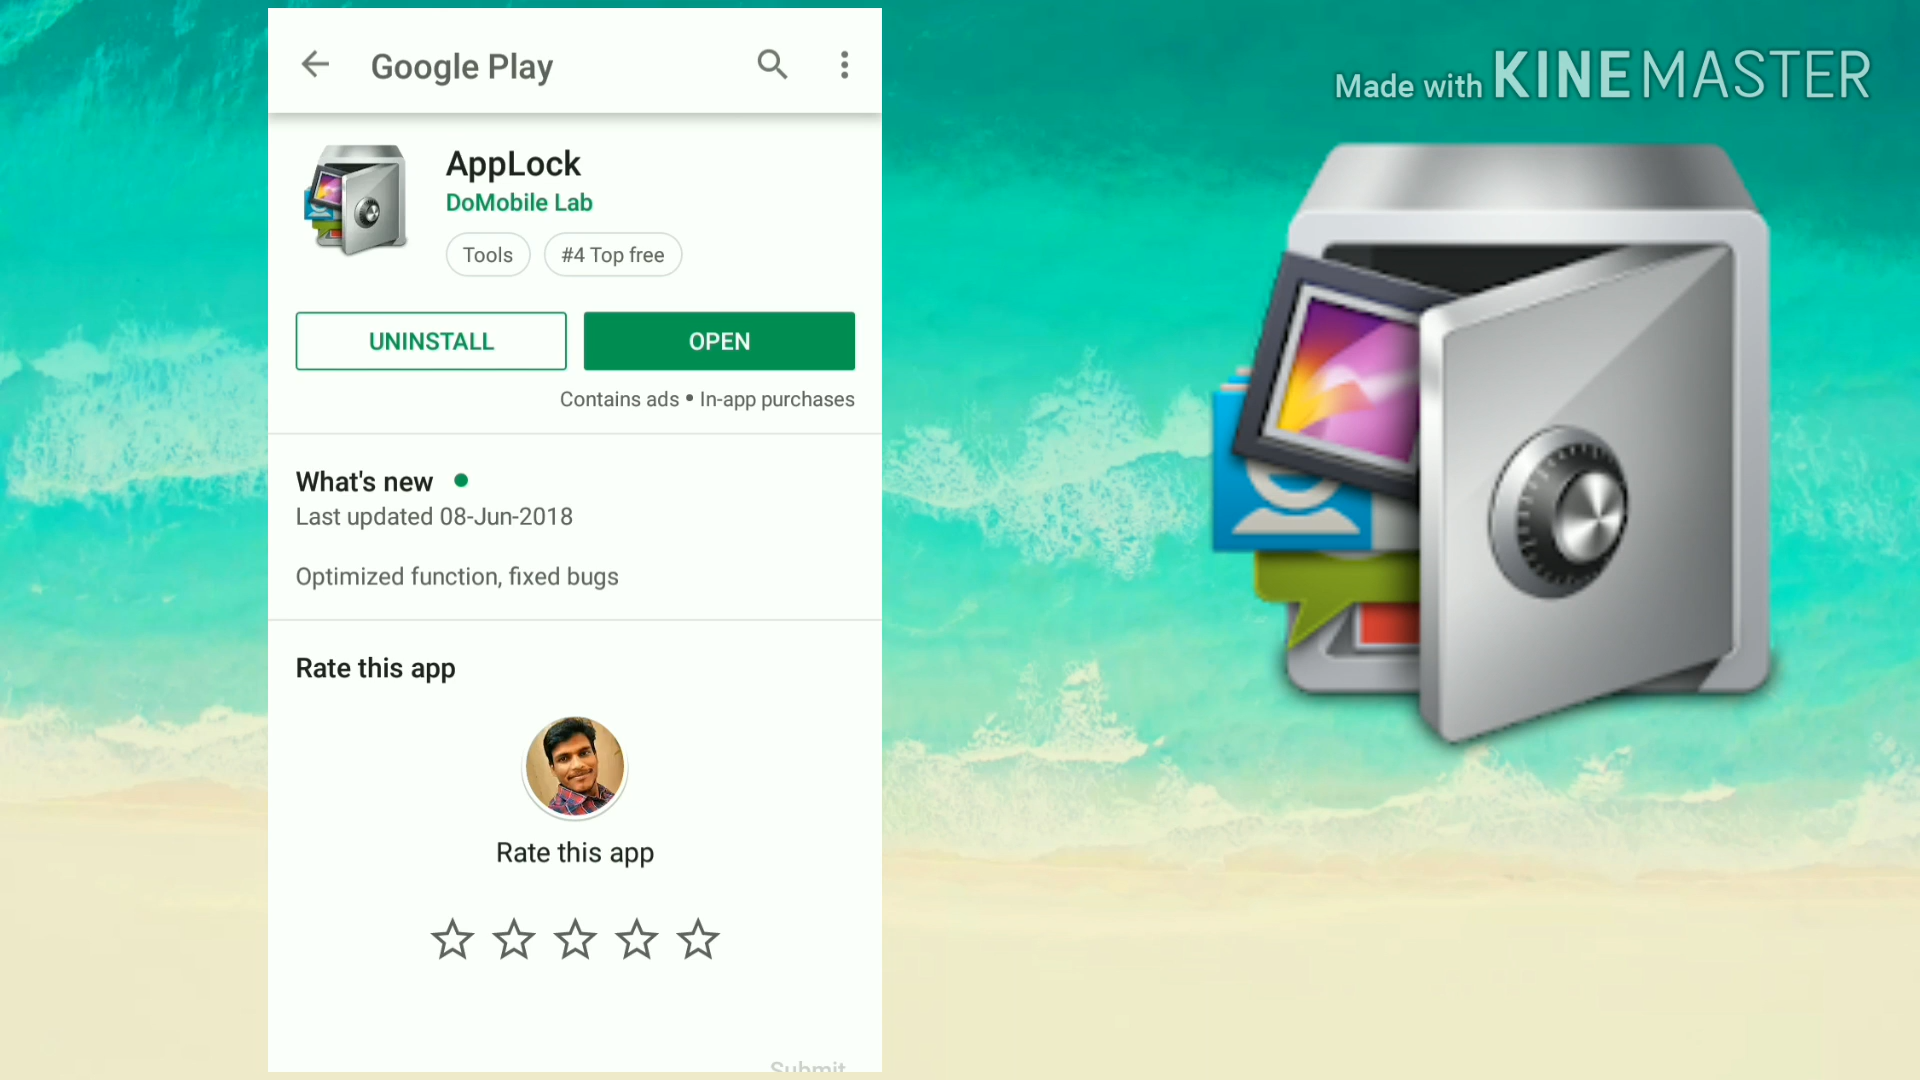 Google Play
Made with KINEMASTER
AppLock
DoMobile Lab
Tools
#4 Top free
UNINSTALL
OPEN
Contains ads • In-app purchases
What's new
Last updated 08-Jun-2018
Optimized function, fixed bugs
Rate this app
Rate this app
Submit